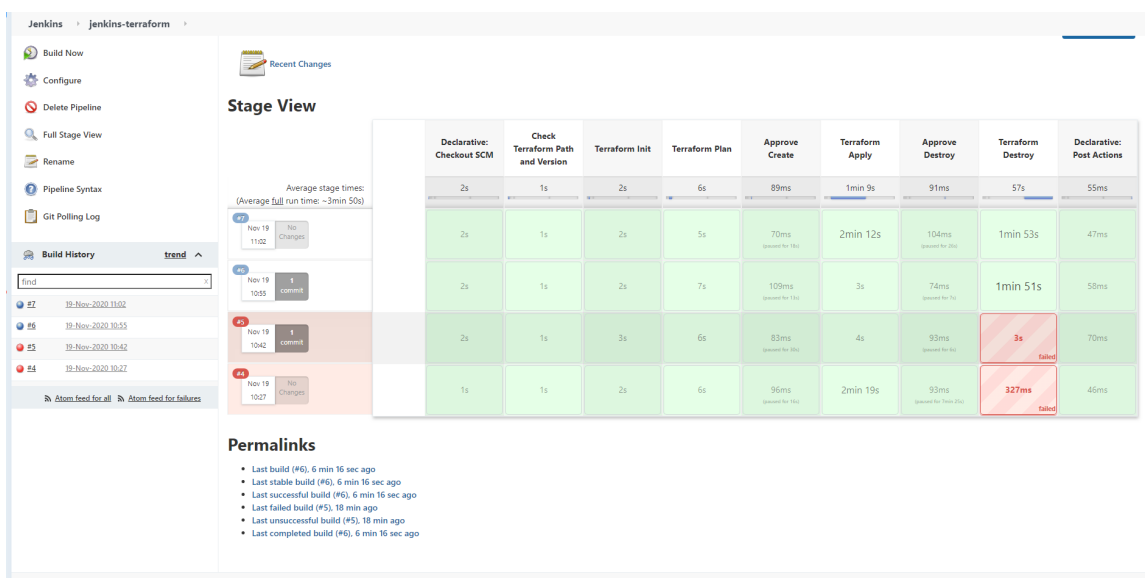 Jenkins
jenkins-terraform
Build Now
Configure
Delete Pipeline
Full Stage View
Rename
Pipeline Syntax
Git Polling Log
Build History
trend
find
x
#7
19-Nov-2020 11:02
#6
19-Nov-2020 10:55
#5
19-Nov-2020 10:42
#4
19-Nov-2020 10:27
Atom feed for all
Atom feed for failures
Recent Changes
Stage View
Declarative: Checkout SCM
Check Terraform Path and Version
Terraform Init
Terraform Plan
Approve Create
Terraform Apply
Approve Destroy
Terraform Destroy
Declarative: Post Actions
Average stage times:
(Average full run time: ~3min 50s)
2s 1s 2s 6s 89ms 1min 9s 91ms 57s 55ms
#7
Nov 19
11:02
No Changes
2s 1s 2s 5s 70ms 2min 12s 104ms 1min 53s 47ms
#6
Nov 19
10:55
1 commit
2s 1s 2s 7s 109ms 3s 74ms 1min 51s 58ms
#5
Nov 19
10:42
1 commit
2s 1s 3s 6s 83ms 4s 93ms 3s 70ms
failed
#4
Nov 19
10:27
No Changes
1s 1s 2s 6s 96ms 2min 19s 93ms 327ms 46ms
failed
Permalinks
Last build (#6), 6 min 16 sec ago
Last stable build (#6), 6 min 16 sec ago
Last successful build (#6), 6 min 16 sec ago
Last failed build (#5), 18 min ago
Last unsuccessful build (#5), 18 min ago
Last completed build (#6), 6 min 16 sec ago